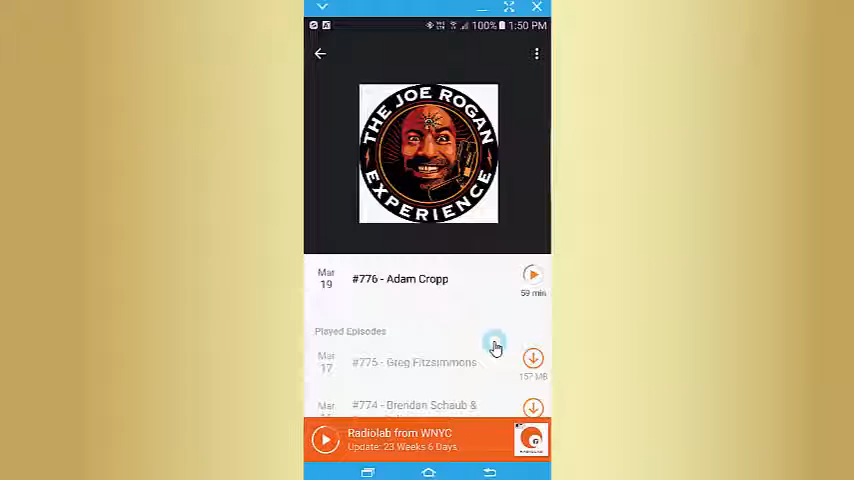 100% 1:50 PM
THE JOE ROGAN
EXPERIENCE
Mar
19
#776 - Adam Cropp
59 min
Played Episodes
Mar
17
#775 - Greg Fitzsimmons
157 MB
#774 - Brendan Schaub &
Radiolab from WNYC
Update: 23 Weeks 6 Days